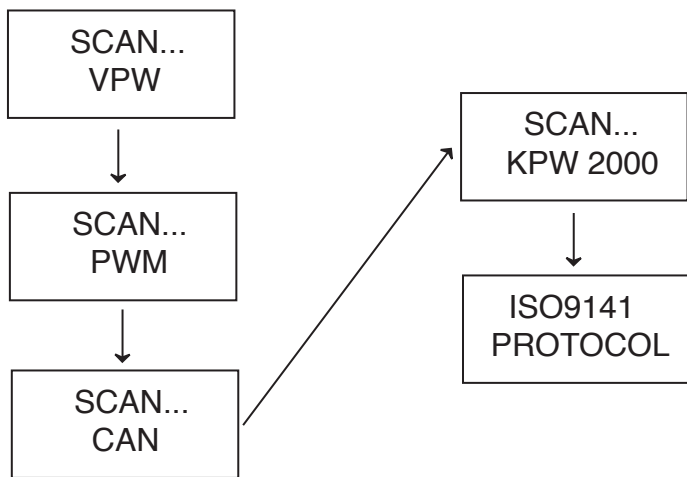 SCAN...
VPW
SCAN...
PWM
SCAN...
CAN
SCAN...
KPW 2000
ISO9141
PROTOCOL